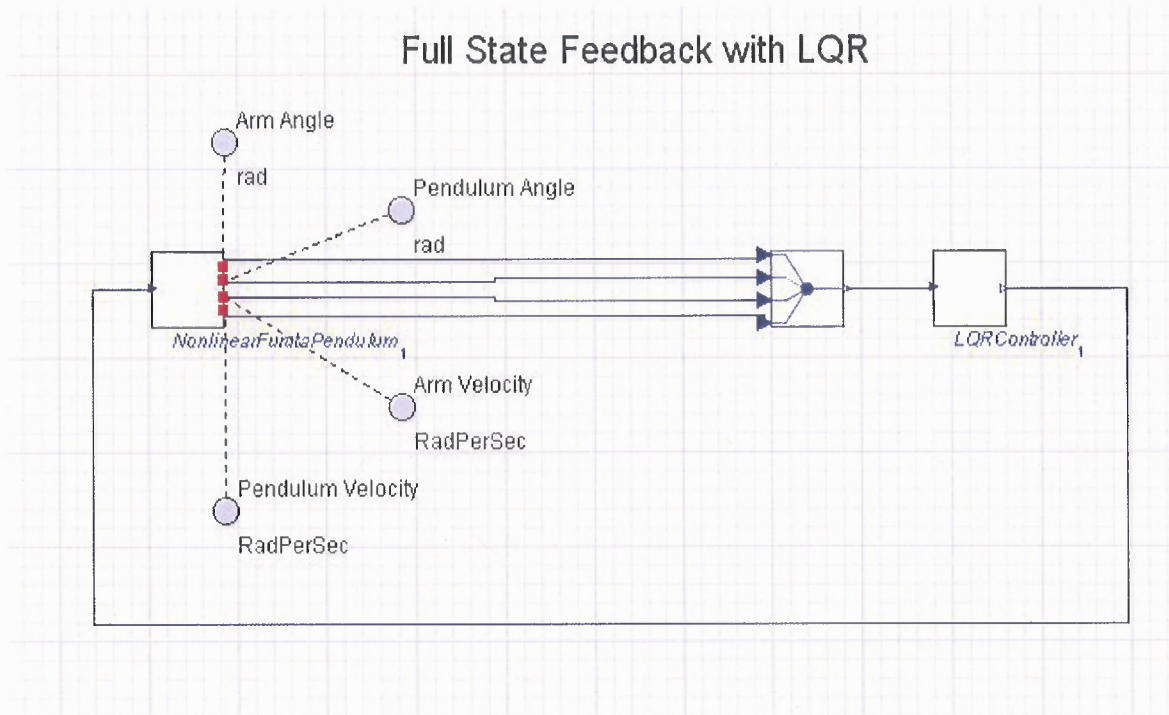 Full State Feedback with LQR
Arm Angle
rad
Pendulum Angle
rad
NonlinearFurutaPendulum1
LQRController1
Arm Velocity
RadPerSec
Pendulum Velocity
RadPerSec